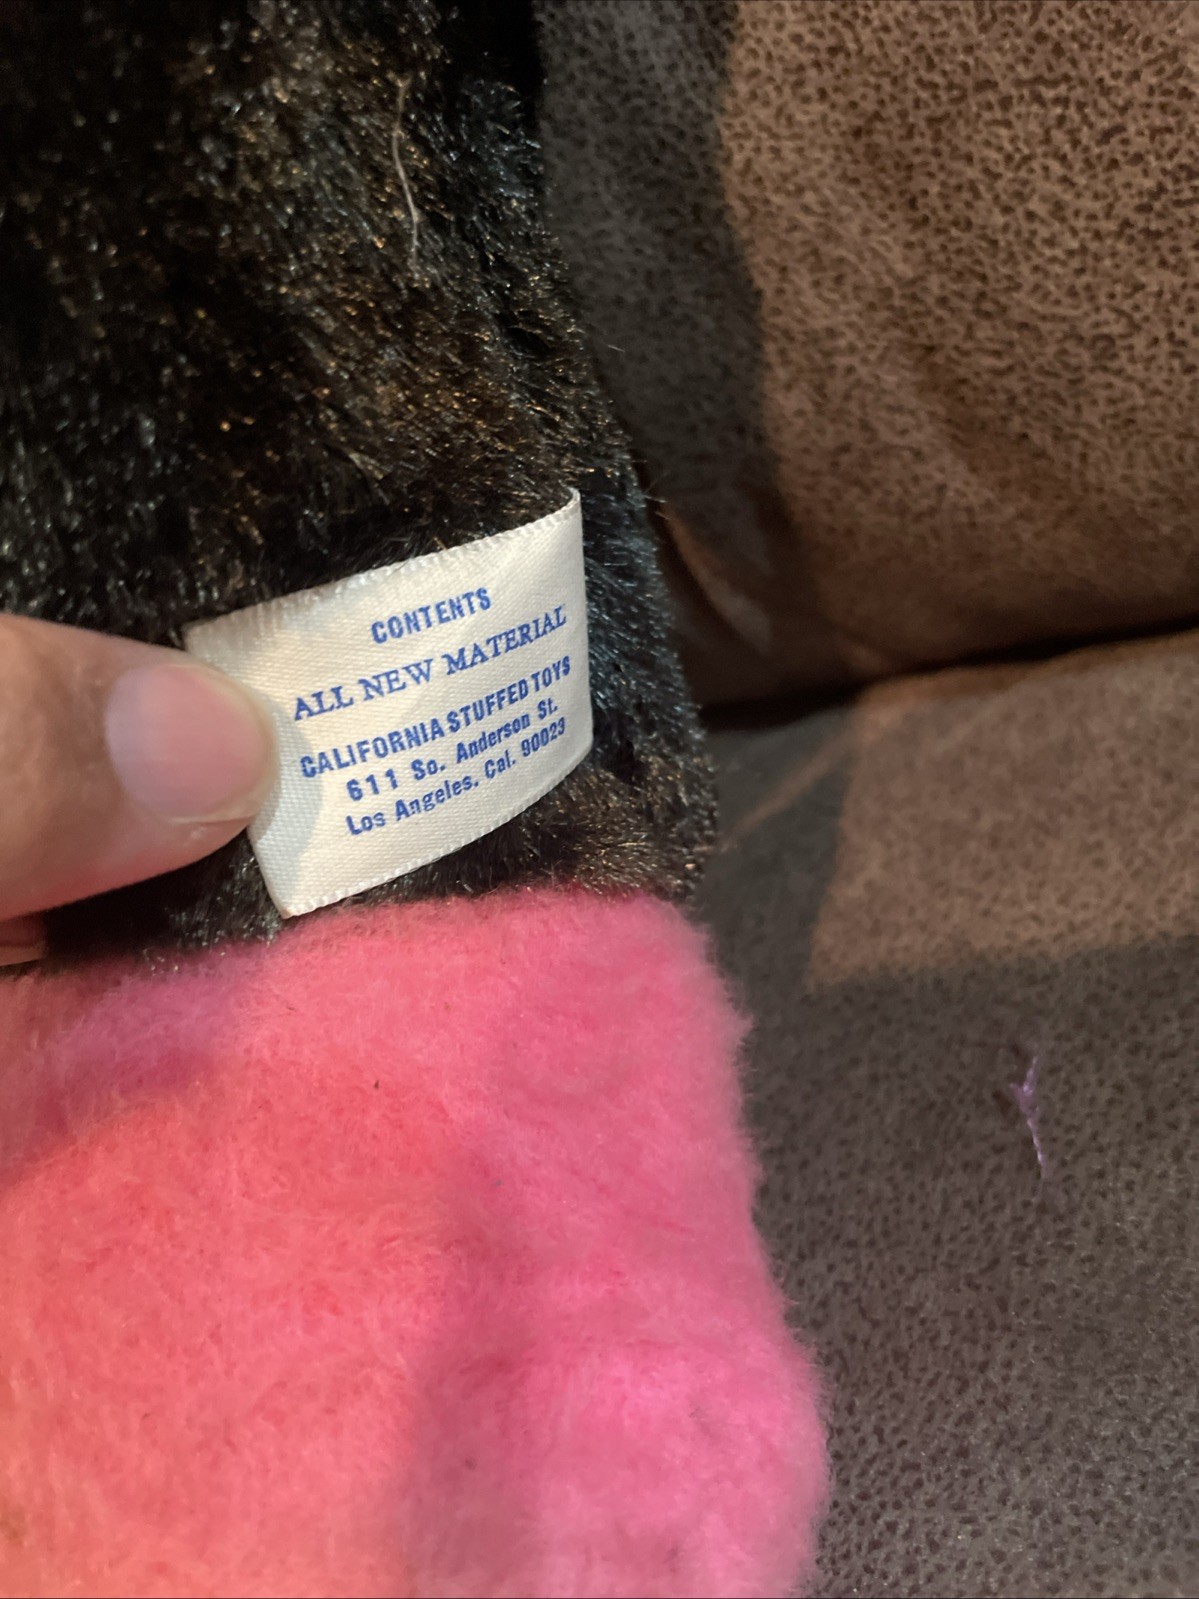 CONTENTS
ALL NEW MATERIAL
CALIFORNIA STUFFED TOYS
611 So. Anderson St.
Los Angeles, Cal. 90023